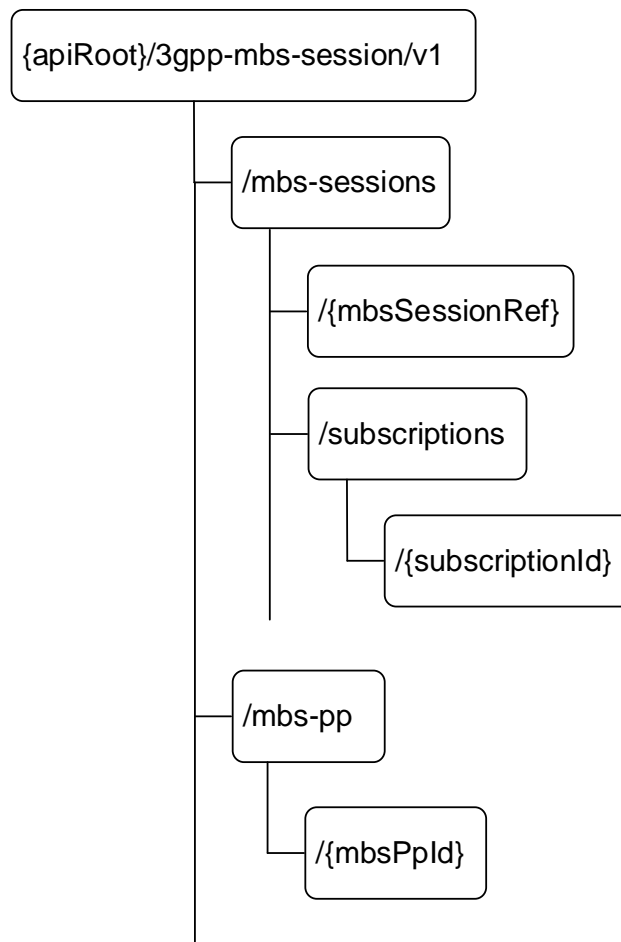 {apiRoot}/3gpp-mbs-session/v1
/mbs-sessions
/{mbsSessionRef}
/subscriptions
/{subscriptionId}
/mbs-pp
/{mbsPpId}